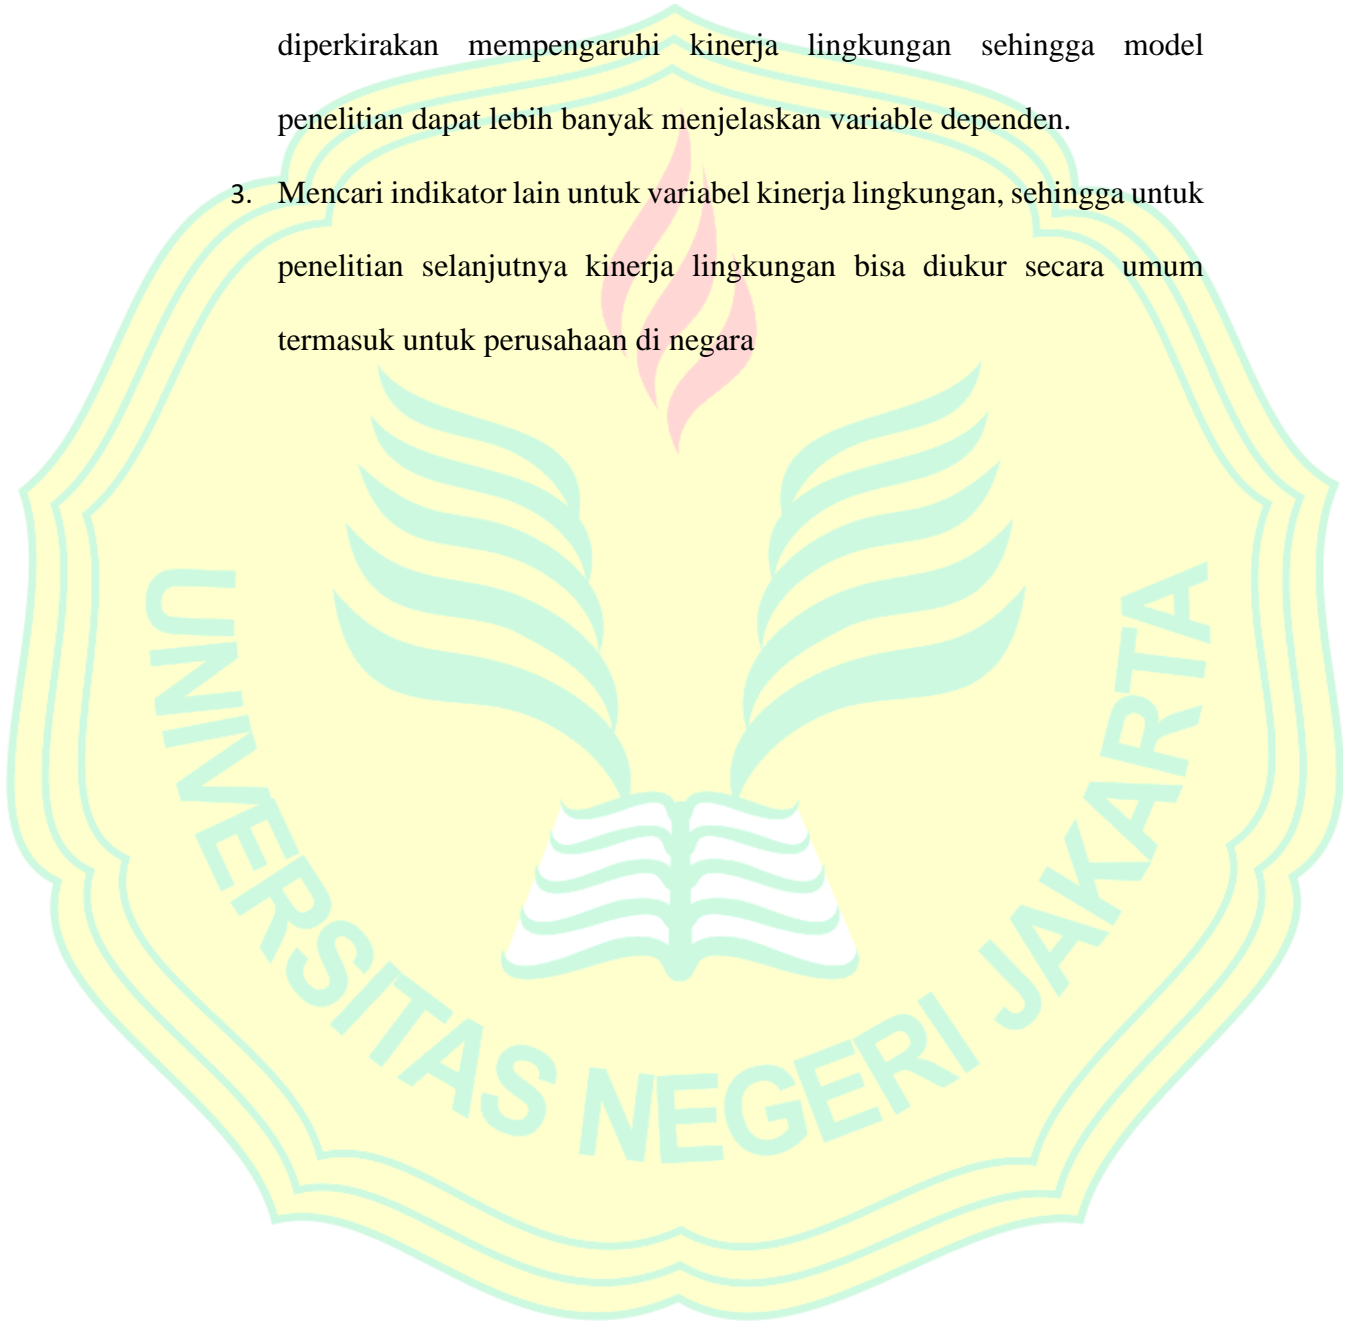 diperkirakan mempengaruhi kinerja lingkungan sehingga model
penelitian dapat lebih banyak menjelaskan variable dependen.
3. Mencari indikator lain untuk variabel kinerja lingkungan, sehingga untuk
penelitian selanjutnya kinerja lingkungan bisa diukur secara umum
termasuk untuk perusahaan di negara
UNIVERSITAS NEGERI JAKARTA